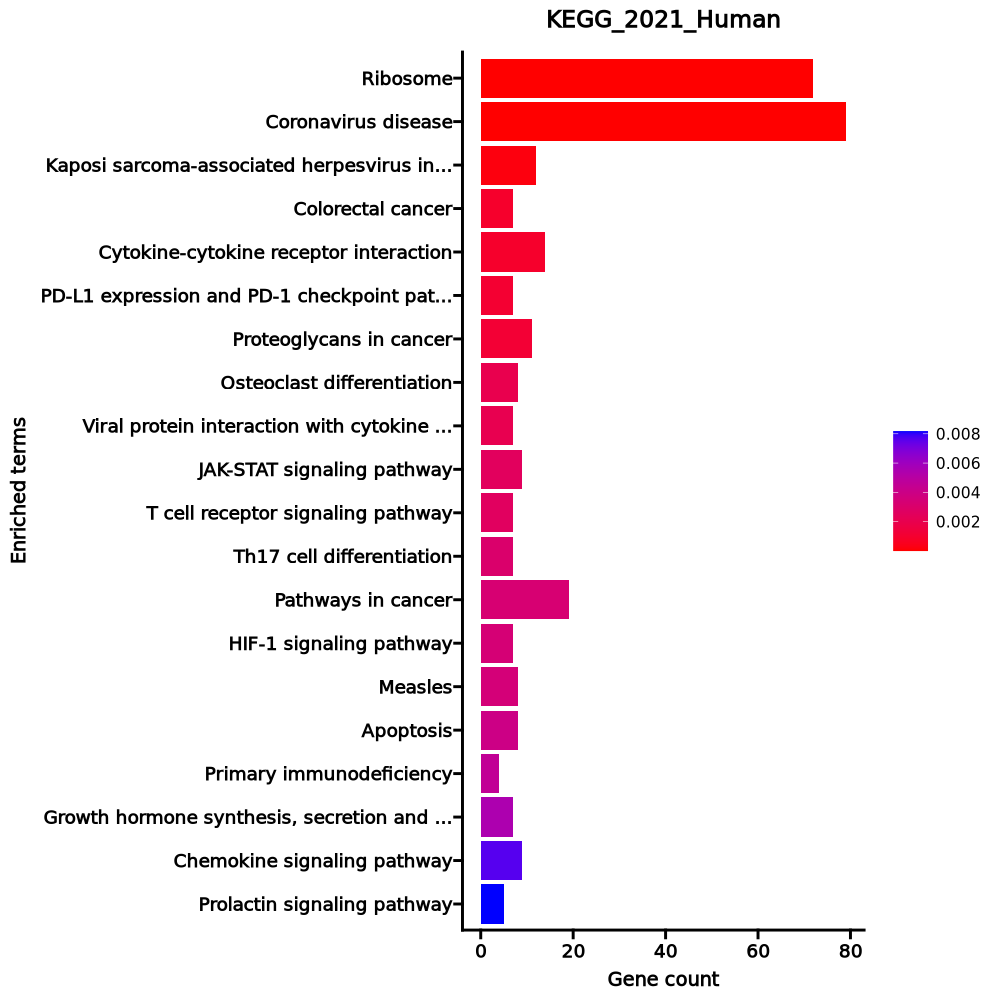 KEGG_2021_Human
Ribosome
Coronavirus disease
Kaposi sarcoma-associated herpesvirus in...
Colorectal cancer
Cytokine-cytokine receptor interaction
PD-L1 expression and PD-1 checkpoint pat...
Proteoglycans in cancer
Osteoclast differentiation
Viral protein interaction with cytokine ...
JAK-STAT signaling pathway
T cell receptor signaling pathway
Th17 cell differentiation
Pathways in cancer
HIF-1 signaling pathway
Measles
Apoptosis
Primary immunodeficiency
Growth hormone synthesis, secretion and ...
Chemokine signaling pathway
Prolactin signaling pathway
Enriched terms
0 20 40 60 80
Gene count
0.008
0.006
0.004
0.002